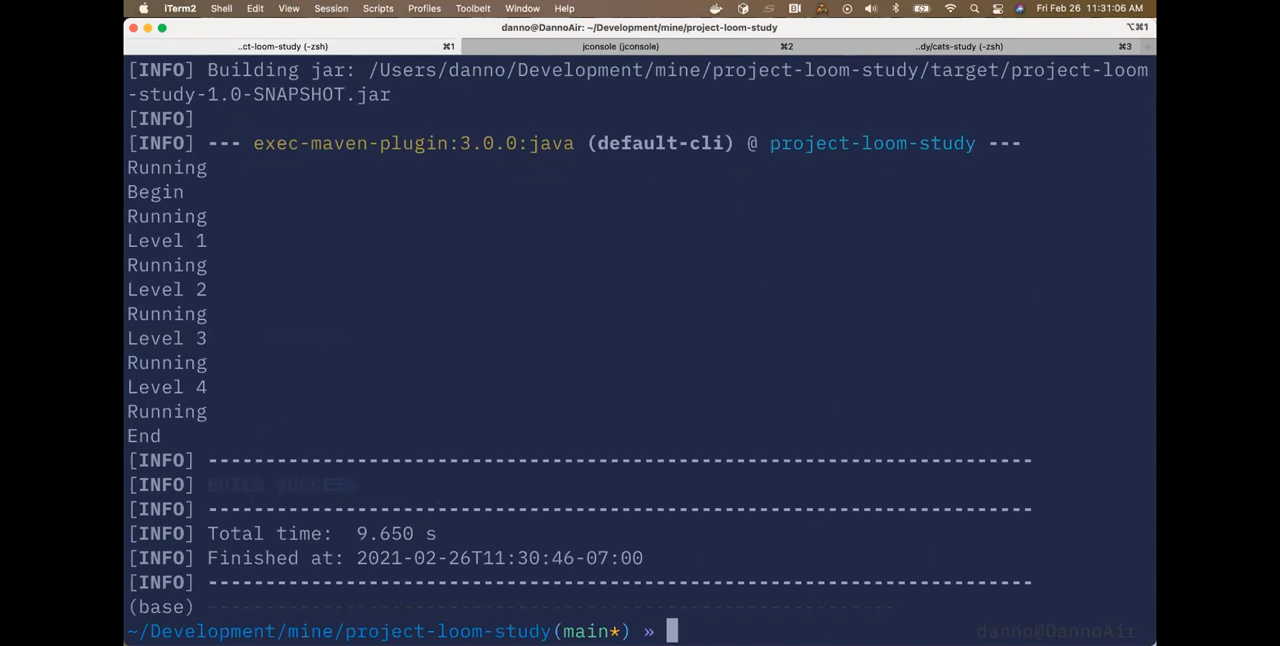 iTerm2 Shell Edit View Session Scripts Profiles Toolbelt Window Help Fri Feb 26 11:31:06 AM
danno@DannoAir: ~/Development/mine/project-loom-study ⌥⌘1
..ct-loom-study (-zsh) ⌘1 jconsole (jconsole) ⌘2 ..dy/cats-study (-zsh) ⌘3
[INFO] Building jar: /Users/danno/Development/mine/project-loom-study/target/project-loom
-study-1.0-SNAPSHOT.jar
[INFO]
[INFO] --- exec-maven-plugin:3.0.0:java (default-cli) @ project-loom-study ---
Running
Begin
Running
Level 1
Running
Level 2
Running
Level 3
Running
Level 4
Running
End
[INFO] ------------------------------------------------------------------------
[INFO] BUILD SUCCESS
[INFO] ------------------------------------------------------------------------
[INFO] Total time:  9.650 s
[INFO] Finished at: 2021-02-26T11:30:46-07:00
[INFO] ------------------------------------------------------------------------
(base)
~/Development/mine/project-loom-study(main*) » danno@DannoAir